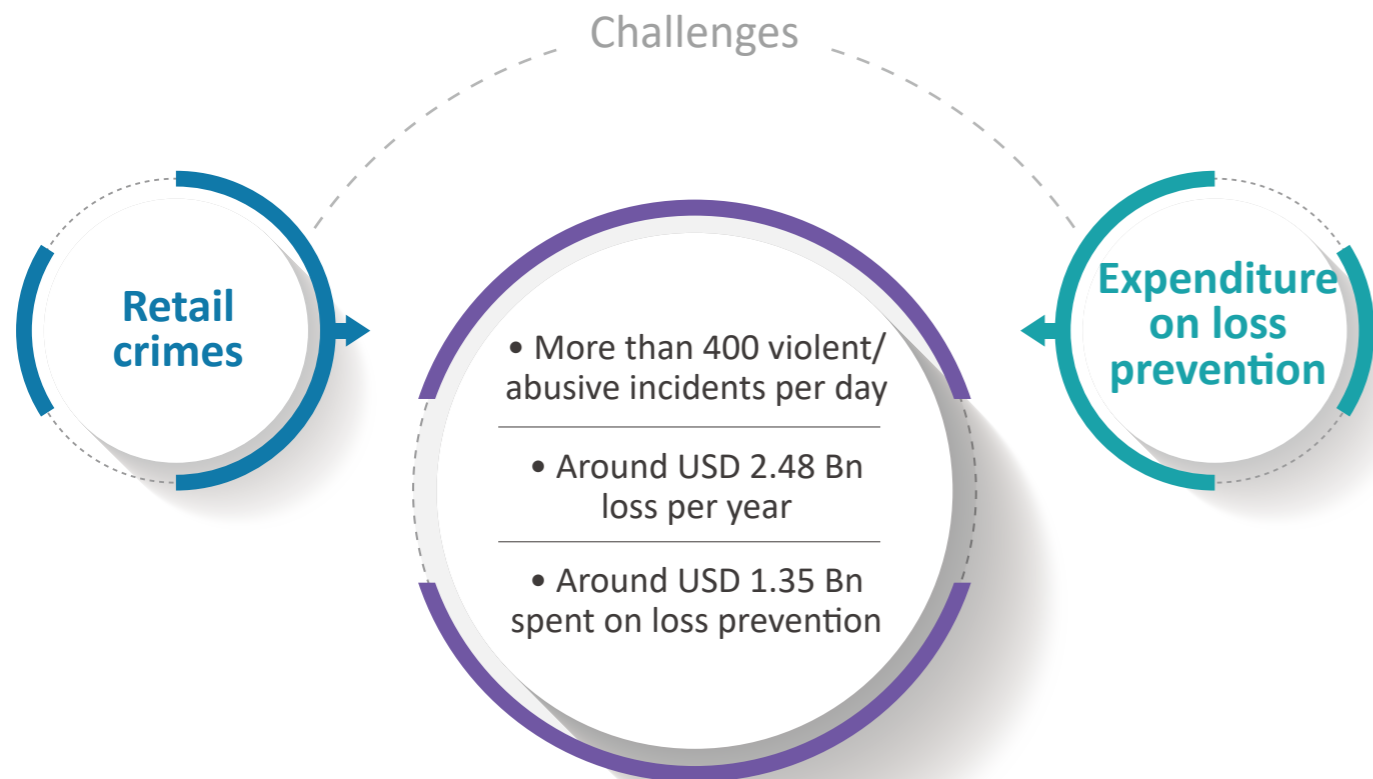 Challenges
Retail
crimes
Expenditure
on loss
prevention
• More than 400 violent/
abusive incidents per day
• Around USD 2.48 Bn
loss per year
• Around USD 1.35 Bn
spent on loss prevention